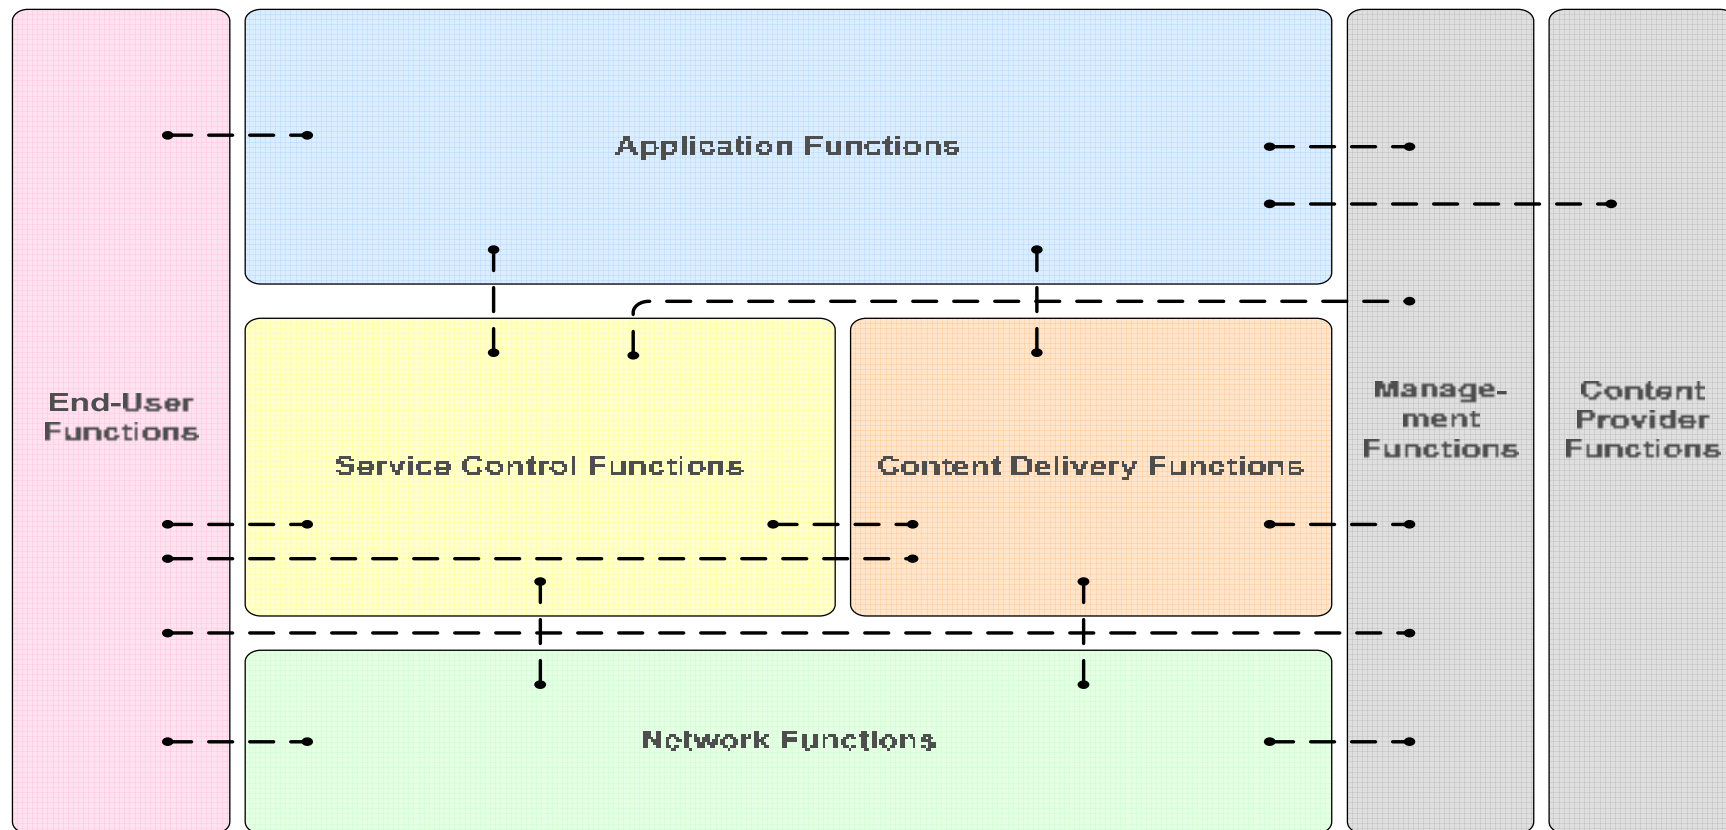 Application Functions
End-User
Functions
Service Control Functions
Content Delivery Functions
Manage-
ment
Functions
Content
Provider
Functions
Network Functions